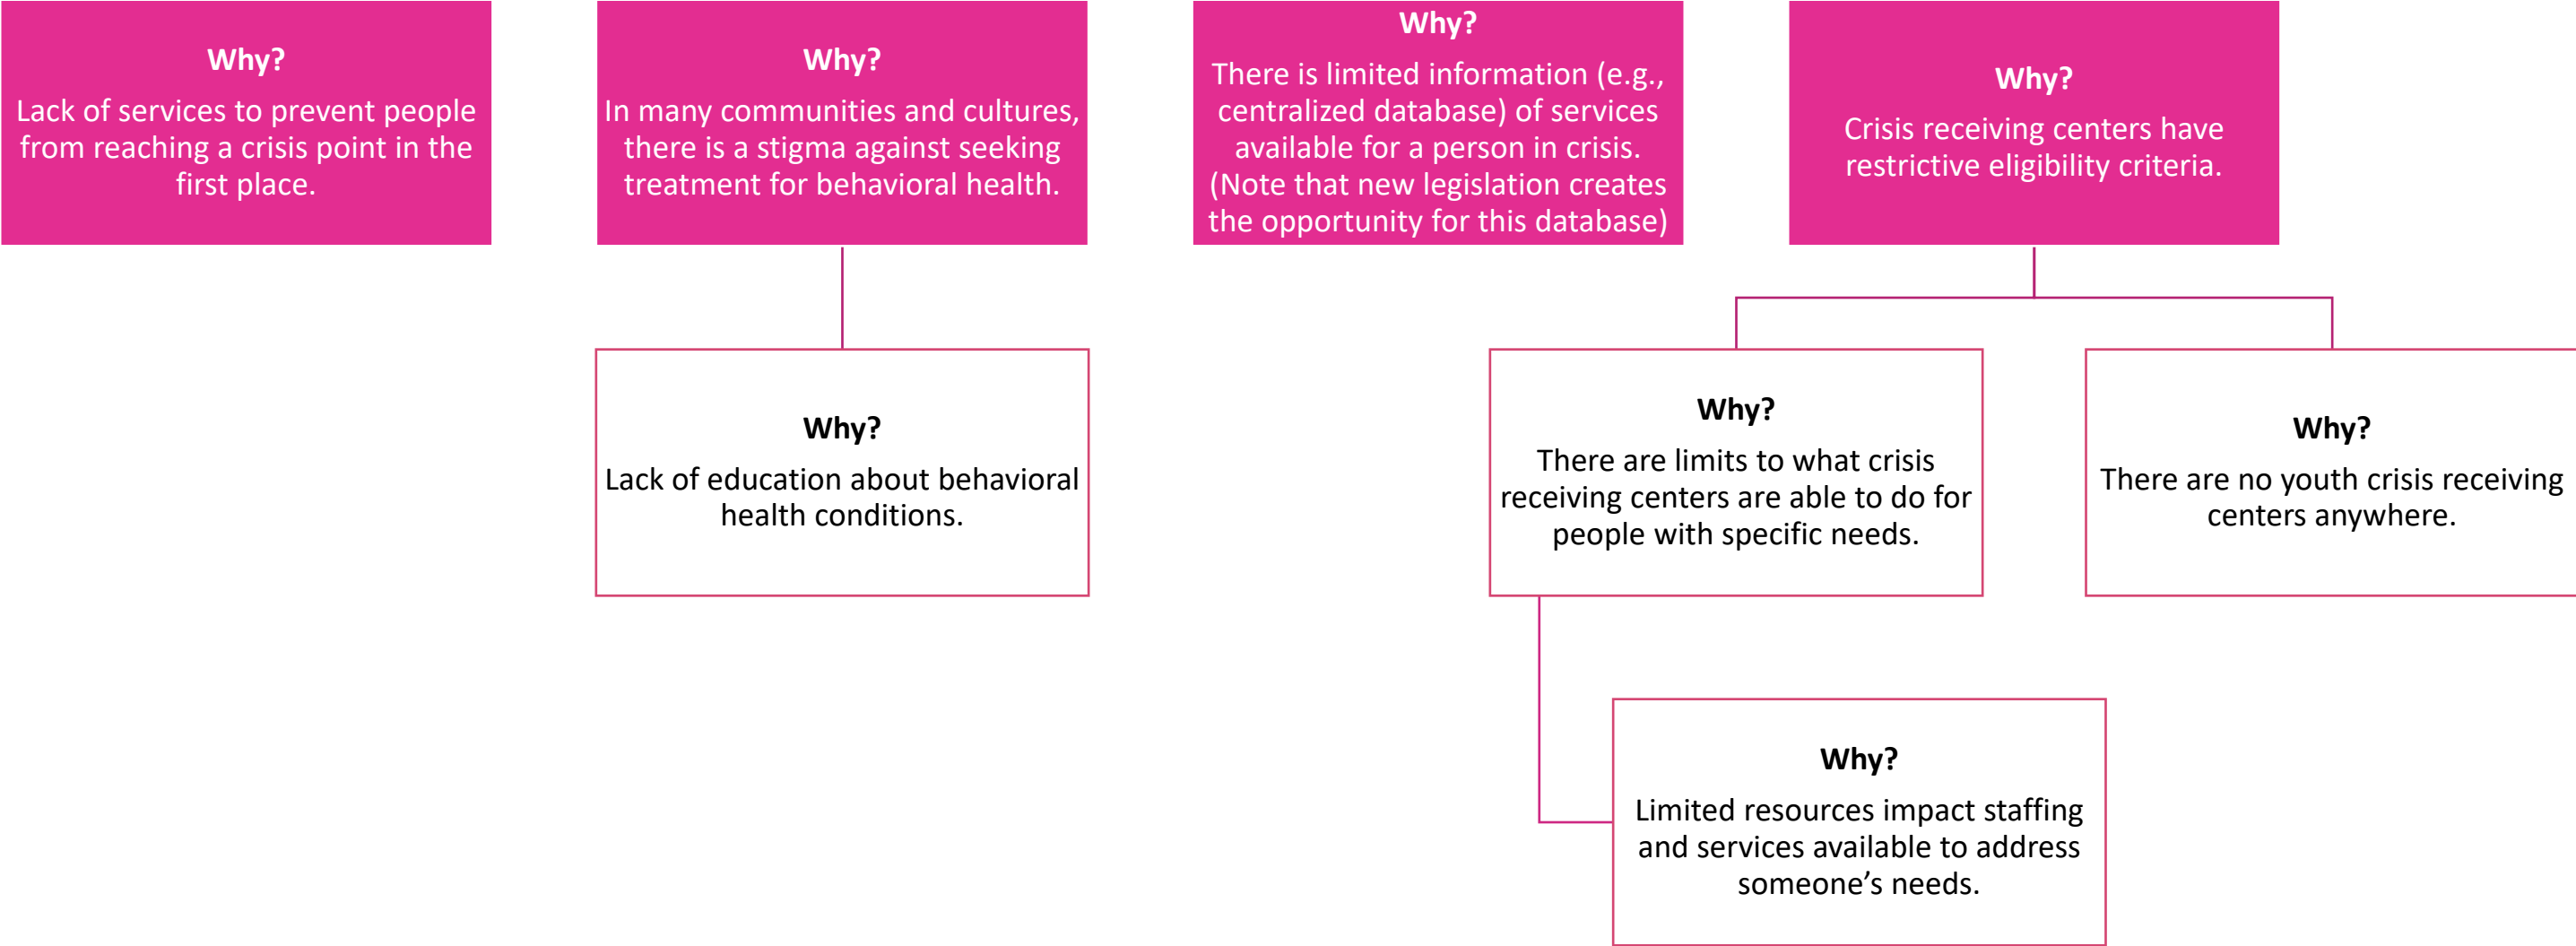 Why?
Lack of services to prevent people
from reaching a crisis point in the
first place.
Why?
In many communities and cultures,
there is a stigma against seeking
treatment for behavioral health.
Why?
There is limited information (e.g.,
centralized database) of services
available for a person in crisis.
(Note that new legislation creates
the opportunity for this database)
Why?
Crisis receiving centers have
restrictive eligibility criteria.
Why?
Lack of education about behavioral
health conditions.
Why?
There are limits to what crisis
receiving centers are able to do for
people with specific needs.
Why?
There are no youth crisis receiving
centers anywhere.
Why?
Limited resources impact staffing
and services available to address
someone’s needs.